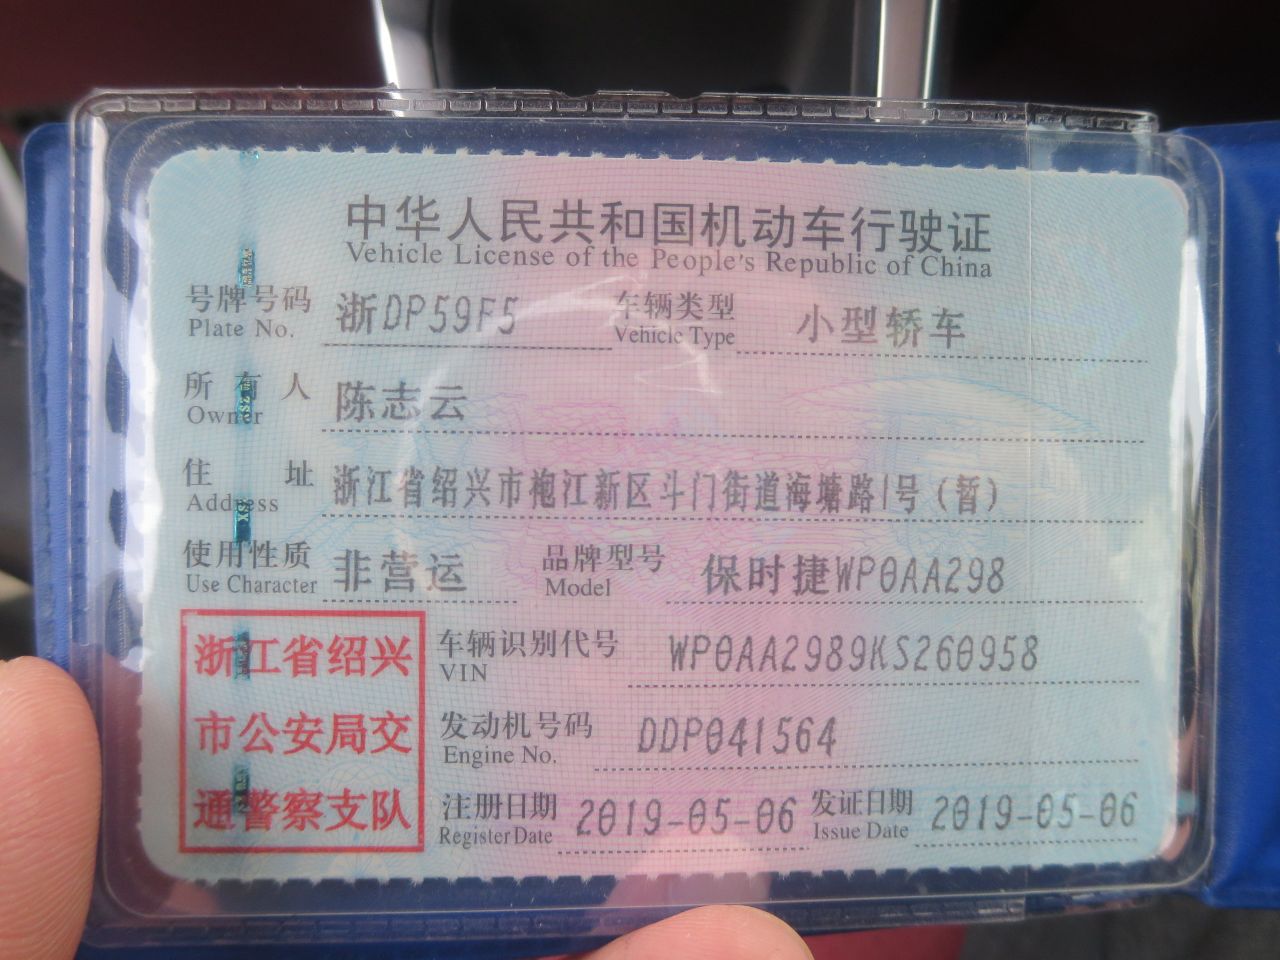 中华人民共和国机动车行驶证
Vehicle License of the People's Republic of China
号牌号码 浙DP59F5 车辆类型 小型轿车
Plate No. Vehicle Type
所有人 陈志云
Owner
住址 浙江省绍兴市袍江新区斗门街道海塘路1号(暂)
Address
使用性质 非营运 品牌型号 保时捷WP0AA298
Use Character Model
浙江省绍兴
市公安局交
通警察支队
车辆识别代号 WP0AA2989KS260958
VIN
发动机号码 DDP041564
Engine No.
注册日期 2019-05-06 发证日期 2019-05-06
Register Date Issue Date